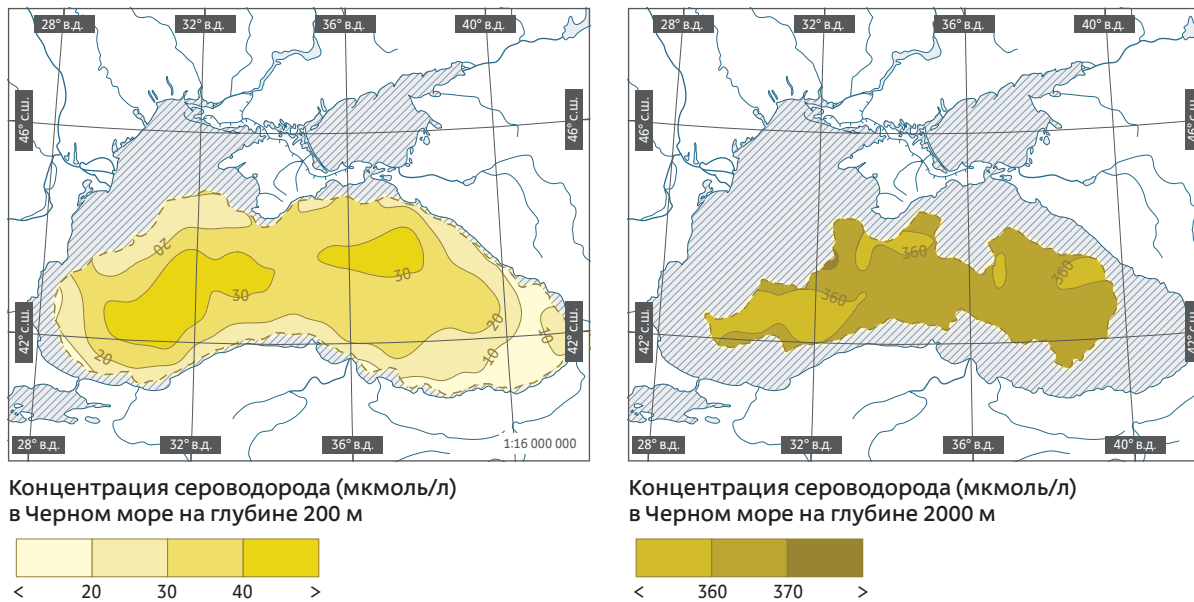 28° в.д.
32° в.д.
36° в.д.
40° в.д.
46° с.ш.
46° с.ш.
20
30
30
20
20
10
10
42° с.ш.
42° с.ш.
28° в.д.
32° в.д.
36° в.д.
1:16 000 000
Концентрация сероводорода (мкмоль/л)
в Черном море на глубине 200 м
< 20 30 40 >
28° в.д.
32° в.д.
36° в.д.
40° в.д.
46° с.ш.
46° с.ш.
360
360
360
42° с.ш.
42° с.ш.
28° в.д.
32° в.д.
36° в.д.
40° в.д.
Концентрация сероводорода (мкмоль/л)
в Черном море на глубине 2000 м
< 360 370 >